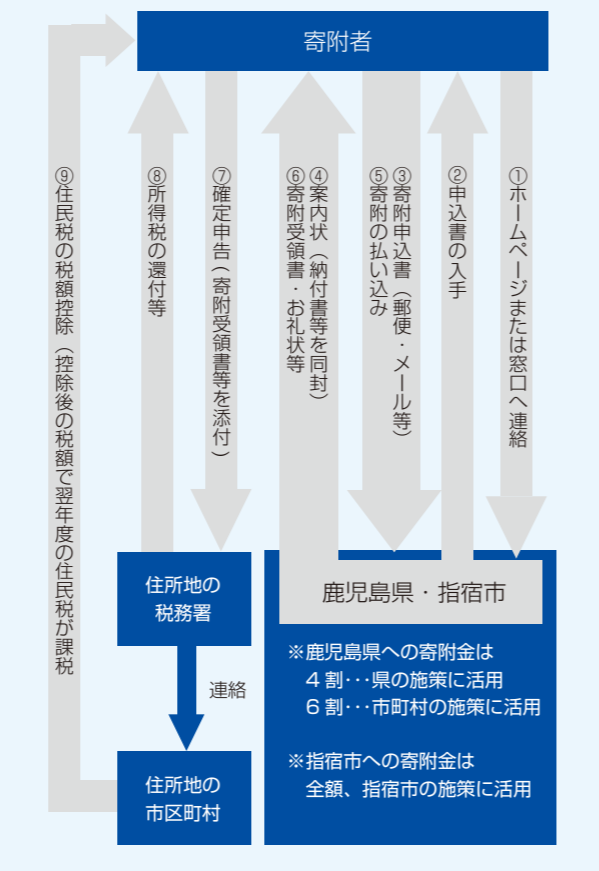 寄附者
①ホームページまたは窓口へ連絡
②申込書の入手
③寄附申込書（郵便・メール等）
⑤寄附の払い込み
④案内状（納付書等を同封）
⑥寄附受領書・お礼状等
⑦確定申告（寄附受領書等を添付）
⑧所得税の還付等
⑨住民税の税額控除（控除後の税額で翌年度の住民税が課税
住所地の
税務署
連絡
住所地の
市区町村
鹿児島県・指宿市
※鹿児島県への寄附金は
4割･･･県の施策に活用
6割･･･市町村の施策に活用
※指宿市への寄附金は
全額、指宿市の施策に活用